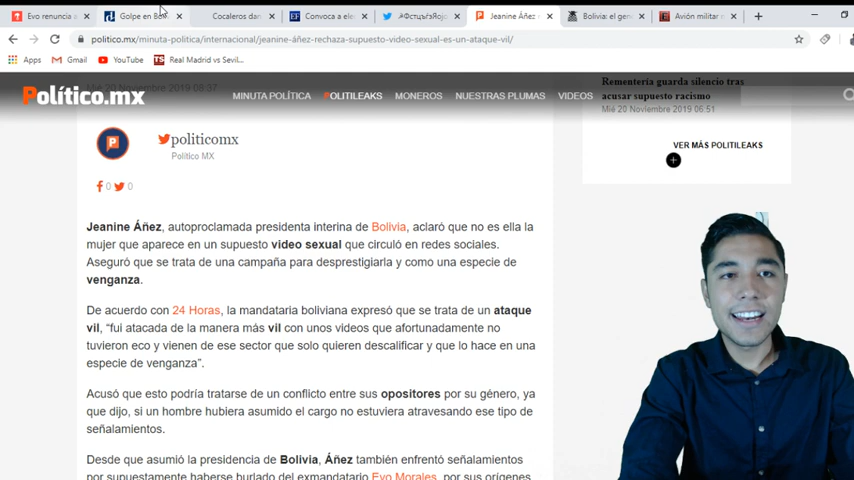 Evo renuncia a
Golpe en Bol
Cocaleros dan
Convoca a ele
Jeanine Áñez
Bolivia: el gen
Avión militar n
politico.mx/minuta-politica/internacional/jeanine-áñez-rechaza-supuesto-video-sexual-es-un-ataque-vil/
Apps Gmail YouTube Real Madrid vs Sevil...
Mié 20 Noviembre 2019 08:37
Político.mx MINUTA POLÍTICA POLITILEAKS MONEROS NUESTRAS PLUMAS VIDEOS
Rementería guarda silencio tras
acusar supuesto racismo
Mié 20 Noviembre 2019 06:51
politicomx
Político MX
VER MÁS POLITILEAKS
0 0
Jeanine Áñez, autoproclamada presidenta interina de Bolivia, aclaró que no es ella la
mujer que aparece en un supuesto video sexual que circuló en redes sociales.
Aseguró que se trata de una campaña para desprestigiarla y como una especie de
venganza.
De acuerdo con 24 Horas, la mandataria boliviana expresó que se trata de un ataque
vil, “fui atacada de la manera más vil con unos videos que afortunadamente no
tuvieron eco y vienen de ese sector que solo quieren descalificar y que lo hace en una
especie de venganza”.
Acusó que esto podría tratarse de un conflicto entre sus opositores por su género, ya
que dijo, si un hombre hubiera asumido el cargo no estuviera atravesando ese tipo de
señalamientos.
Desde que asumió la presidencia de Bolivia, Áñez también enfrentó señalamientos
por supuestamente haberse burlado del exmandatario Evo Morales, por sus orígenes